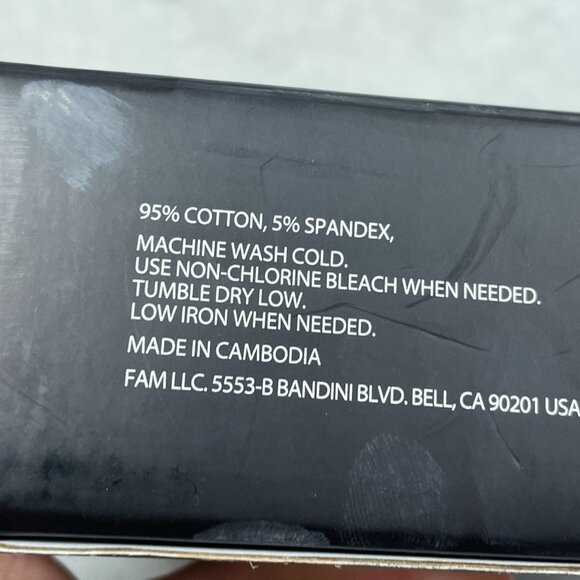 95% COTTON, 5% SPANDEX,
MACHINE WASH COLD.
USE NON-CHLORINE BLEACH WHEN NEEDED.
TUMBLE DRY LOW.
LOW IRON WHEN NEEDED.
MADE IN CAMBODIA
FAM LLC. 5553-B BANDINI BLVD. BELL, CA 90201 USA